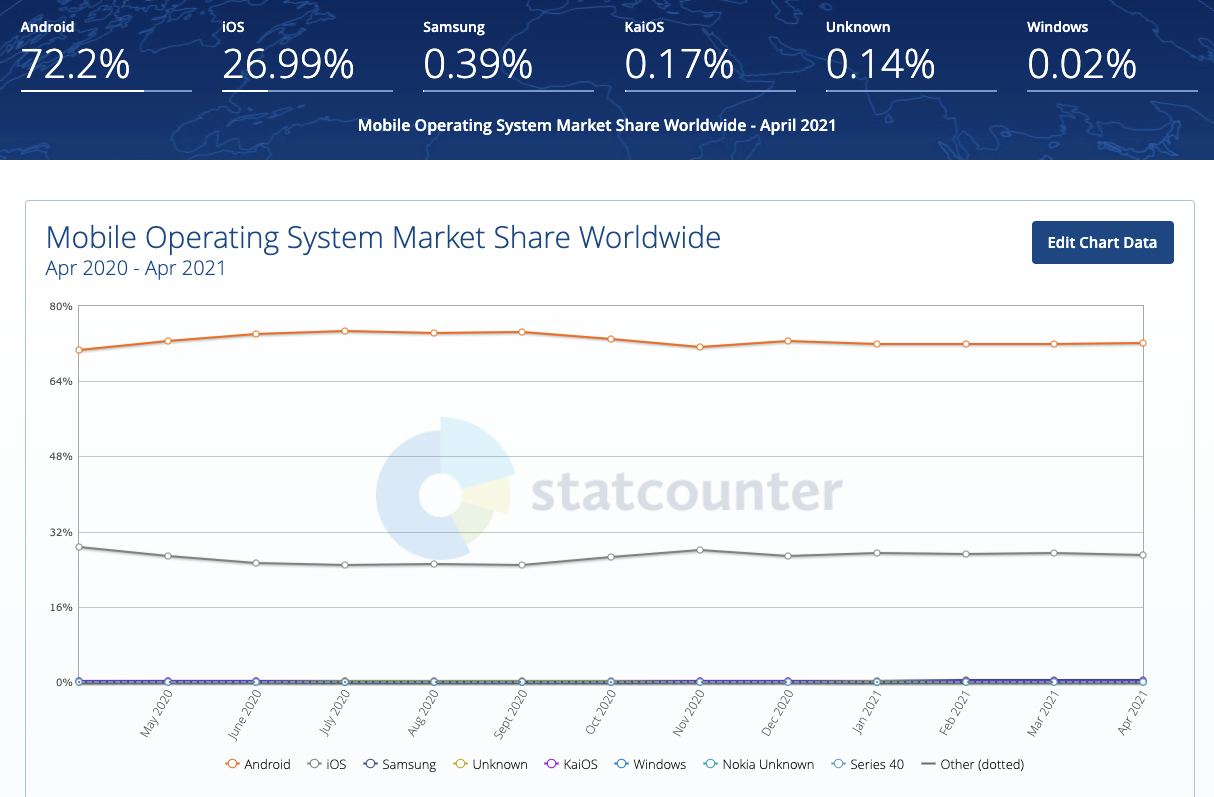 Android iOS Samsung KaiOS Unknown Windows
72.2% 26.99% 0.39% 0.17% 0.14% 0.02%
Mobile Operating System Market Share Worldwide - April 2021
Mobile Operating System Market Share Worldwide
Apr 2020 - Apr 2021
Edit Chart Data
80%
64%
48%
statcounter
32%
16%
0%
May 2020 June 2020 July 2020 Aug 2020 Sept 2020 Oct 2020 Nov 2020 Dec 2020 Jan 2021 Feb 2021 Mar 2021 Apr 2021
Android iOS Samsung Unknown KaiOS Windows Nokia Unknown Series 40 Other (dotted)